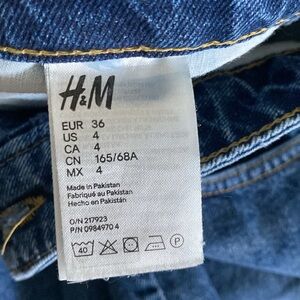 H&M
EUR 36
US 4
CA 4
CN 165/68A
MX 4
Made in Pakistan
Fabriqué au Pakistan
Hecho en Pakistán
O/N 217923
P/N 0984970 4
40 P